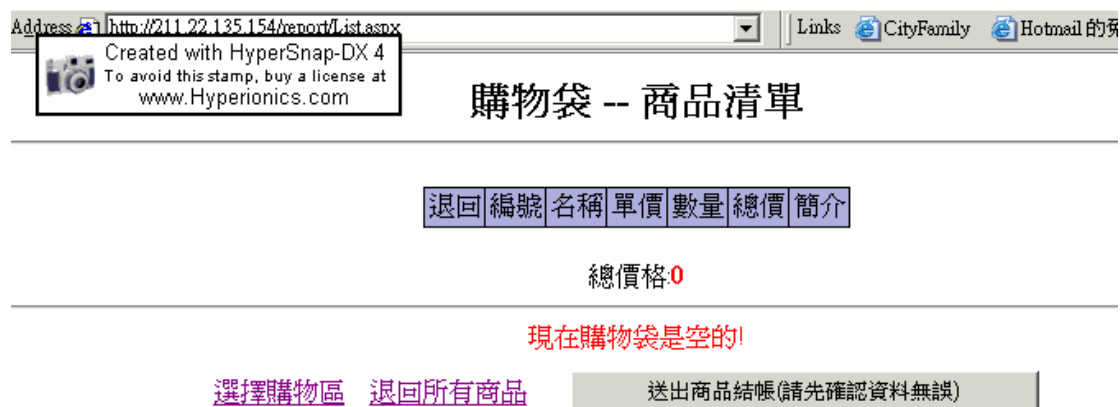 Address http://211.22.135.154/report/List.aspx Links CityFamily Hotmail 的免
Created with HyperSnap-DX 4
To avoid this stamp, buy a license at
www.Hyperionics.com
購物袋 -- 商品清單
退回 編號 名稱 單價 數量 總價 簡介
總價格:0
現在購物袋是空的!
選擇購物區 退回所有商品 送出商品結帳(請先確認資料無誤)